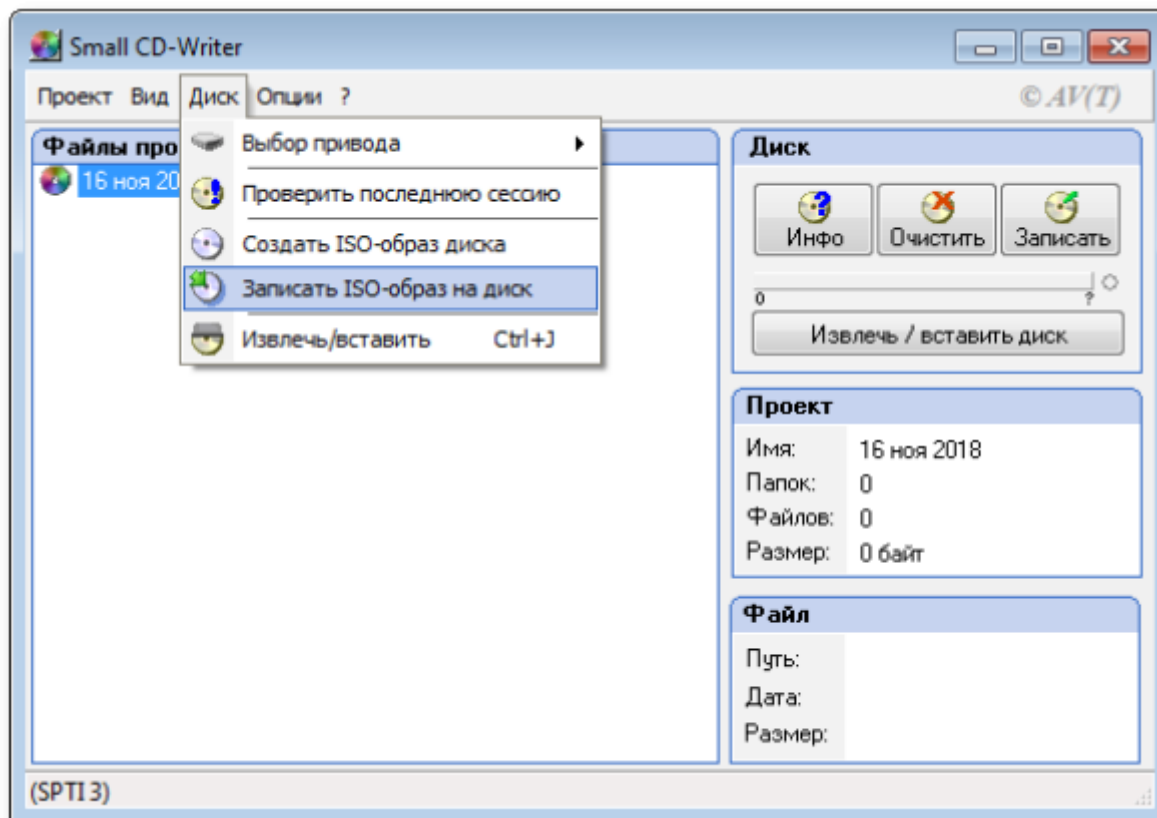 Small CD-Writer
Проект Вид Диск Опции ?
© AV(T)
Файлы про
16 ноя 20
Выбор привода
Проверить последнюю сессию
Создать ISO-образ диска
Записать ISO-образ на диск
Извлечь/вставить Ctrl+J
Диск
Инфо Очистить Записать
0 ?
Извлечь / вставить диск
Проект
Имя: 16 ноя 2018
Папок: 0
Файлов: 0
Размер: 0 байт
Файл
Путь:
Дата:
Размер:
(SPTI 3)